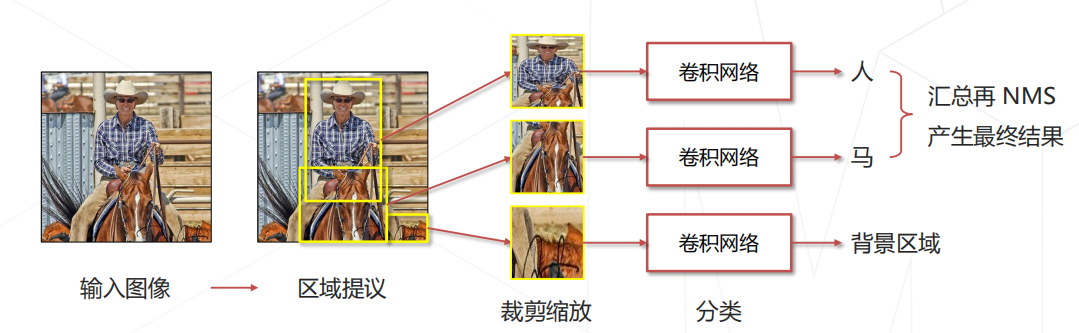 卷积网络
人
汇总再 NMS
产生最终结果
卷积网络
马
卷积网络
背景区域
输入图像
区域提议
裁剪缩放
分类